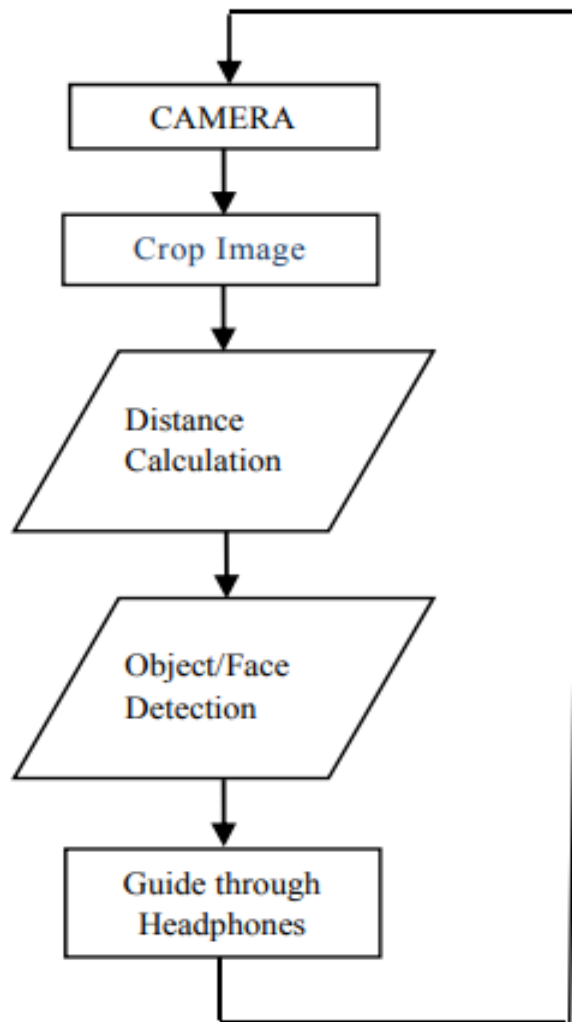 CAMERA
Crop Image
Distance
Calculation
Object/Face
Detection
Guide through
Headphones